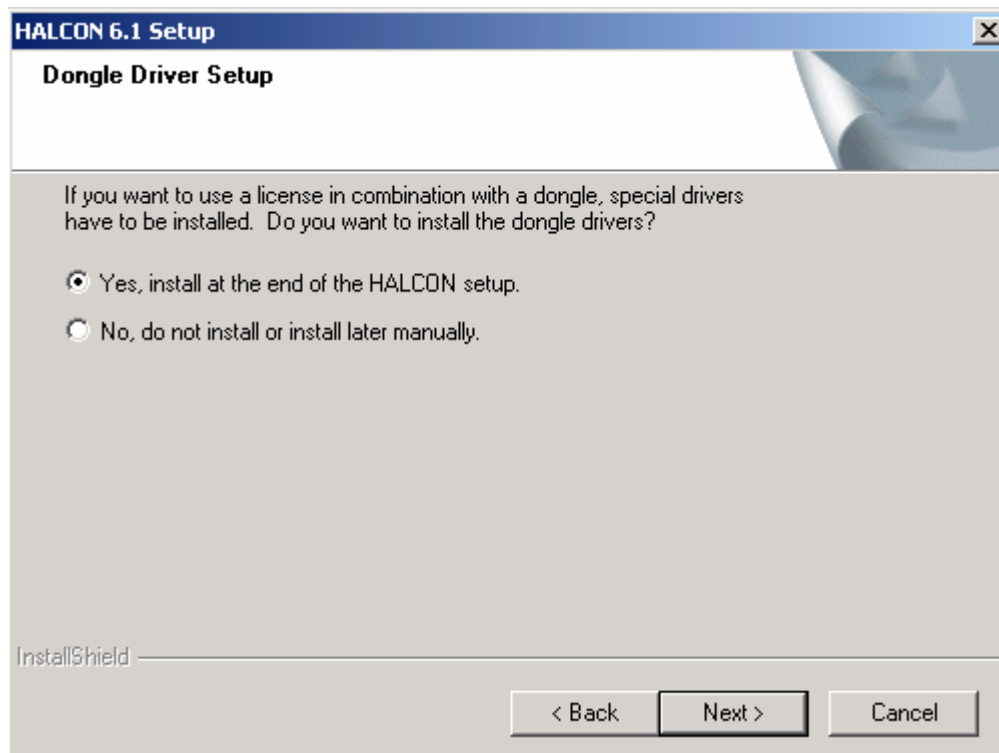 HALCON 6.1 Setup
Dongle Driver Setup
If you want to use a license in combination with a dongle, special drivers
have to be installed.  Do you want to install the dongle drivers?
Yes, install at the end of the HALCON setup.
No, do not install or install later manually.
InstallShield
< Back
Next >
Cancel